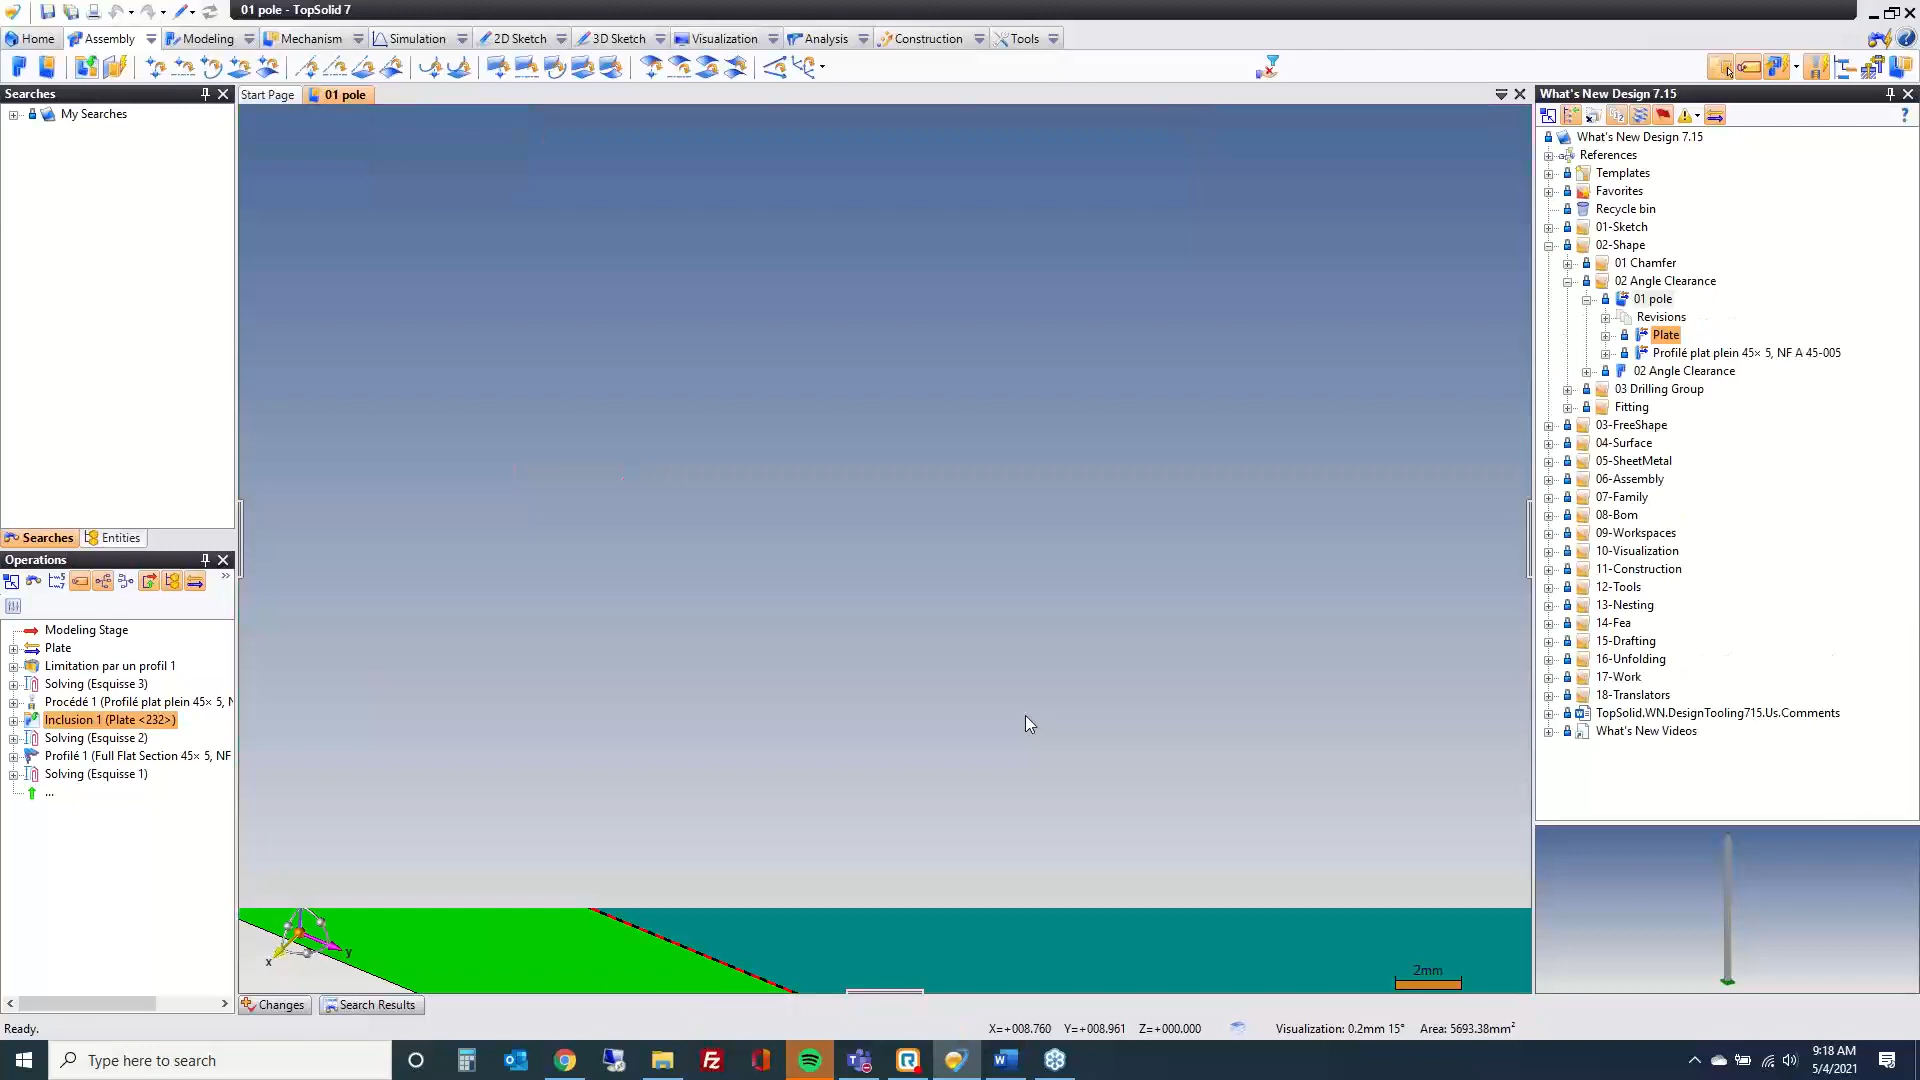 01 pole - TopSolid 7
Home
Assembly
Modeling
Mechanism
Simulation
2D Sketch
3D Sketch
Visualization
Analysis
Construction
Tools
Searches
My Searches
Searches
Entities
Operations
Modeling Stage
Plate
Limitation par un profil 1
Solving (Esquisse 3)
Procédé 1 (Profilé plat plein 45× 5, N
Inclusion 1 (Plate <232>)
Solving (Esquisse 2)
Profilé 1 (Full Flat Section 45× 5, NF
Solving (Esquisse 1)
...
Start Page
01 pole
x
y
2mm
Changes
Search Results
What's New Design 7.15
What's New Design 7.15
References
Templates
Favorites
Recycle bin
01-Sketch
02-Shape
01 Chamfer
02 Angle Clearance
01 pole
Revisions
Plate
Profilé plat plein 45× 5, NF A 45-005
02 Angle Clearance
03 Drilling Group
Fitting
03-FreeShape
04-Surface
05-SheetMetal
06-Assembly
07-Family
08-Bom
09-Workspaces
10-Visualization
11-Construction
12-Tools
13-Nesting
14-Fea
15-Drafting
16-Unfolding
17-Work
18-Translators
TopSolid.WN.DesignTooling715.Us.Comments
What's New Videos
Ready.
X=+008.760 Y=+008.961 Z=+000.000
Visualization: 0.2mm 15° Area: 5693.38mm²
Type here to search
9:18 AM
5/4/2021